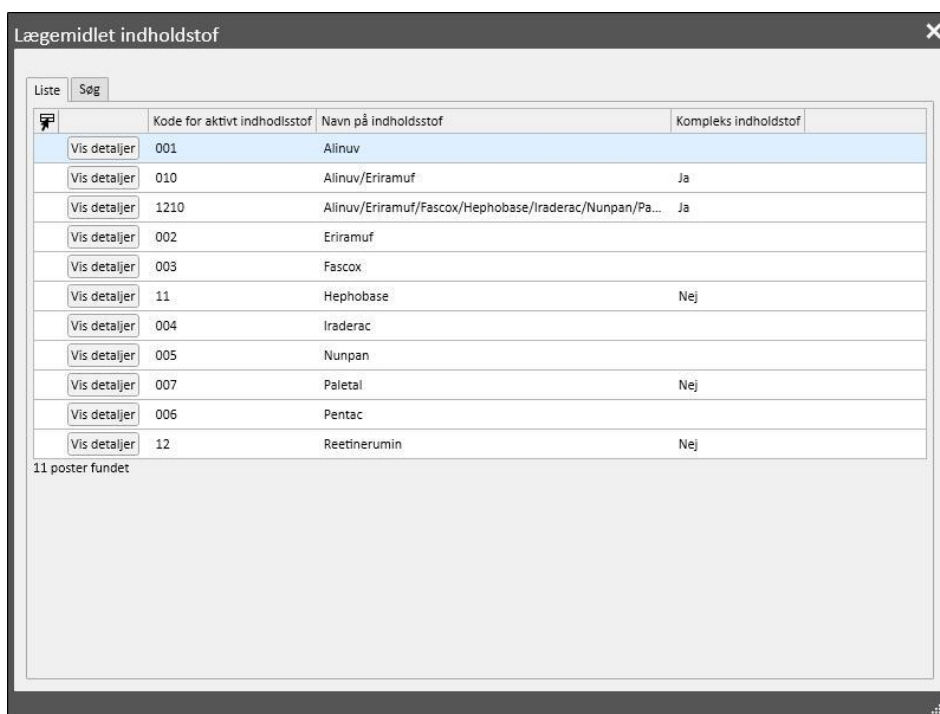 Lægemidlet indholdstof
Liste Søg
Kode for aktivt indhodlsstof Navn på indholdsstof Kompleks indholdstof
Vis detaljer 001 Alinuv
Vis detaljer 010 Alinuv/Eriramuf Ja
Vis detaljer 1210 Alinuv/Eriramuf/Fascox/Hephobase/Iraderac/Nunpan/Pa... Ja
Vis detaljer 002 Eriramuf
Vis detaljer 003 Fascox
Vis detaljer 11 Hephobase Nej
Vis detaljer 004 Iraderac
Vis detaljer 005 Nunpan
Vis detaljer 007 Paletal Nej
Vis detaljer 006 Pentac
Vis detaljer 12 Reetinerumin Nej
11 poster fundet